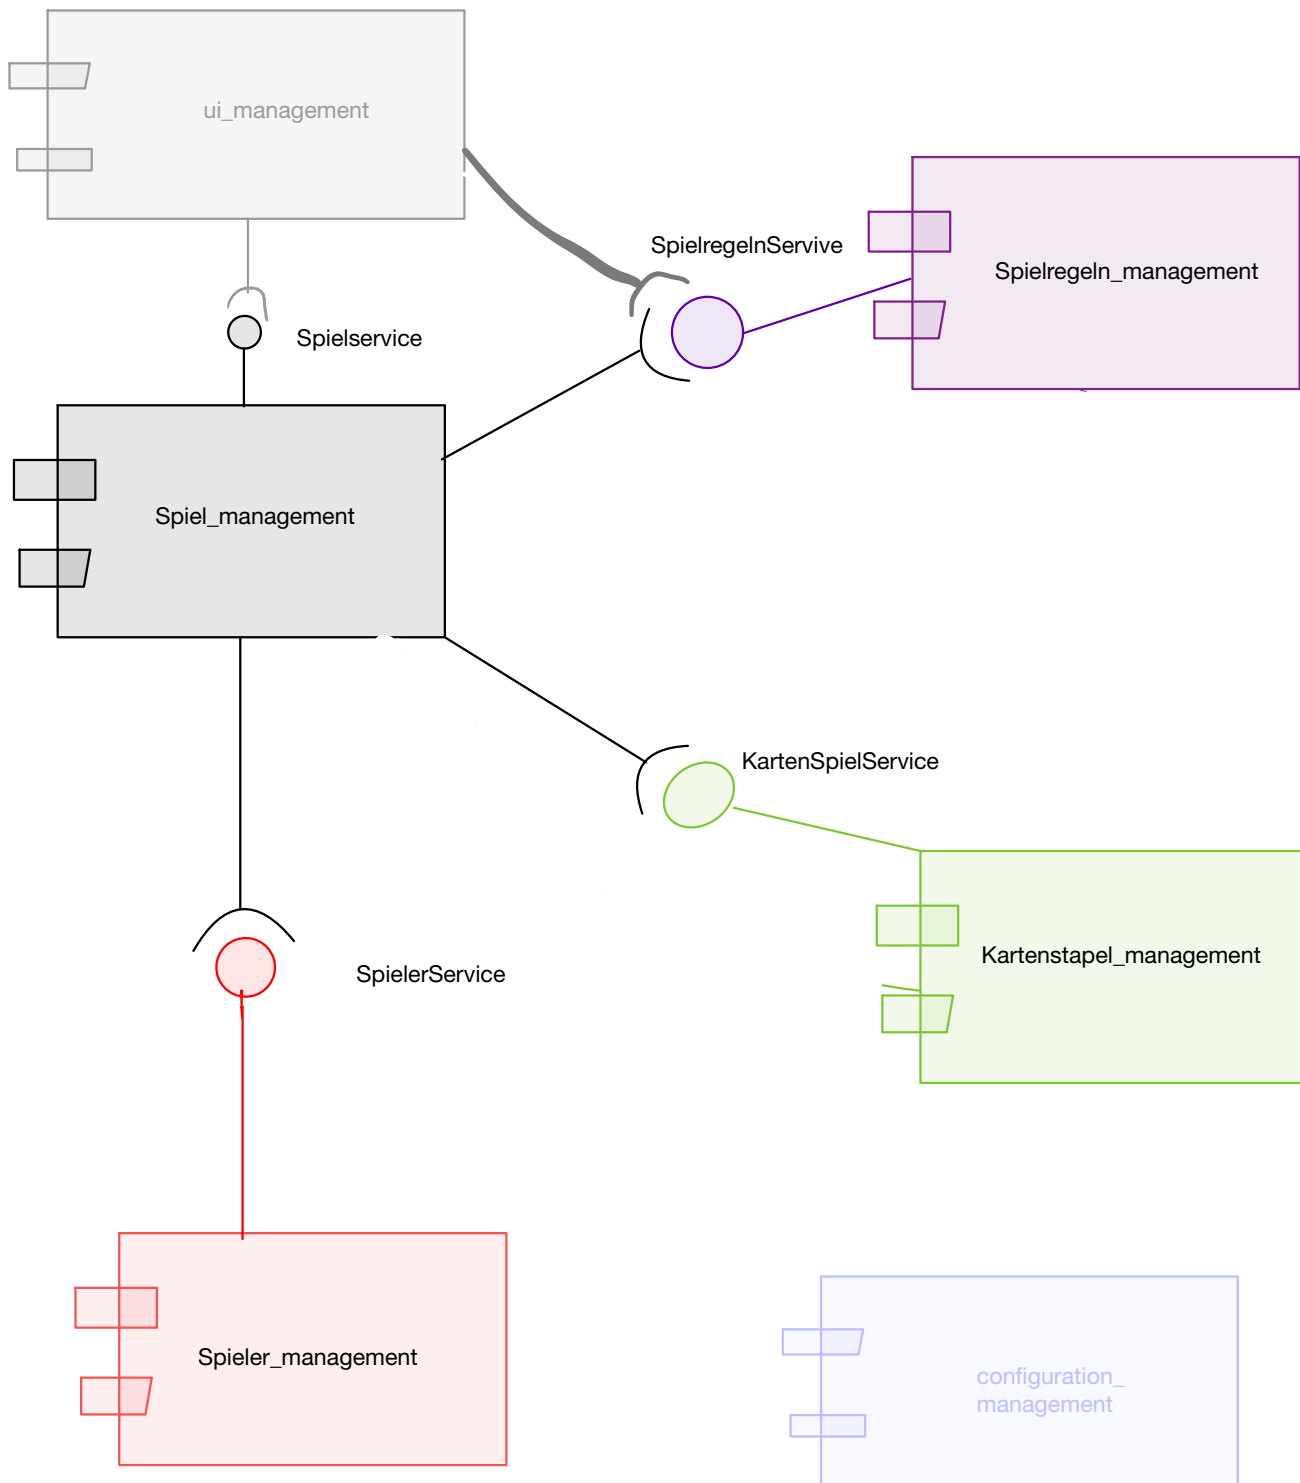 ui_management
SpielregelnServive
Spielregeln_management
Spielservice
Spiel_management
KartenSpielService
Kartenstapel_management
SpielerService
Spieler_management
configuration_
management